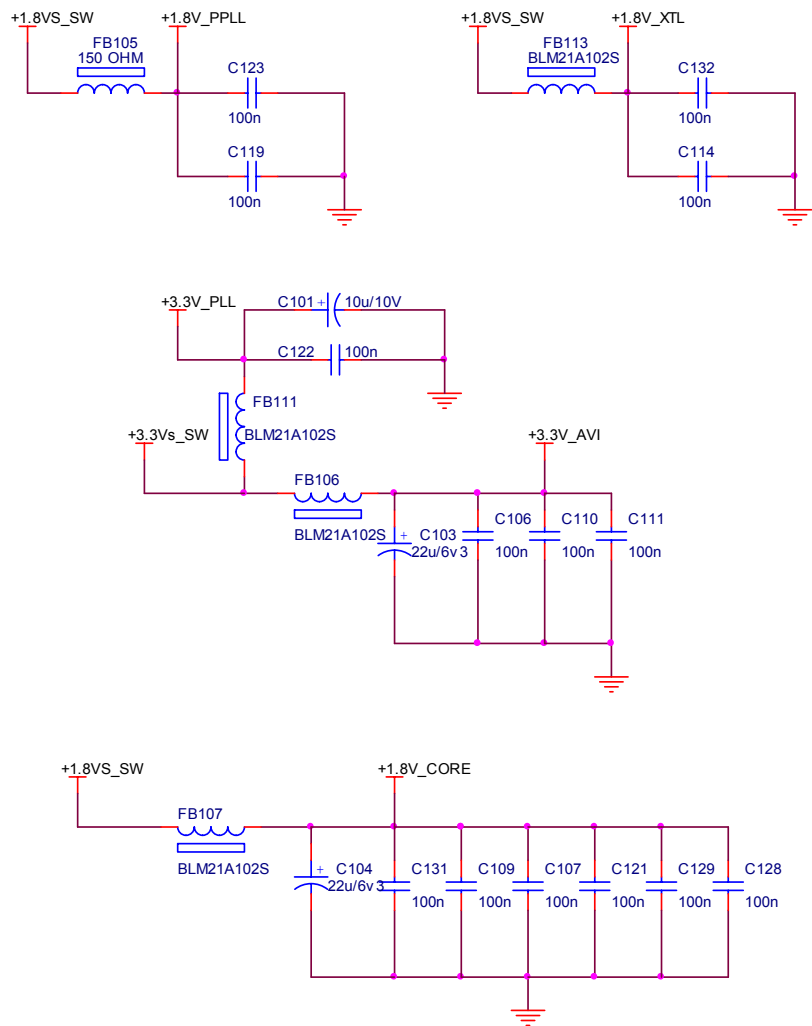 +1.8VS_SW
+1.8V_PPLL
FB105
150 OHM
C123
100n
C119
100n
+1.8VS_SW
+1.8V_XTL
FB113
BLM21A102S
C132
100n
C114
100n
+3.3V_PLL
C101
+
10u/10V
C122
100n
FB111
BLM21A102S
+3.3Vs_SW
+3.3V_AVI
FB106
BLM21A102S
+
C103
22u/6v3
C106
100n
C110
100n
C111
100n
+1.8VS_SW
+1.8V_CORE
FB107
BLM21A102S
+
C104
22u/6v3
C131
100n
C109
100n
C107
100n
C121
100n
C129
100n
C128
100n